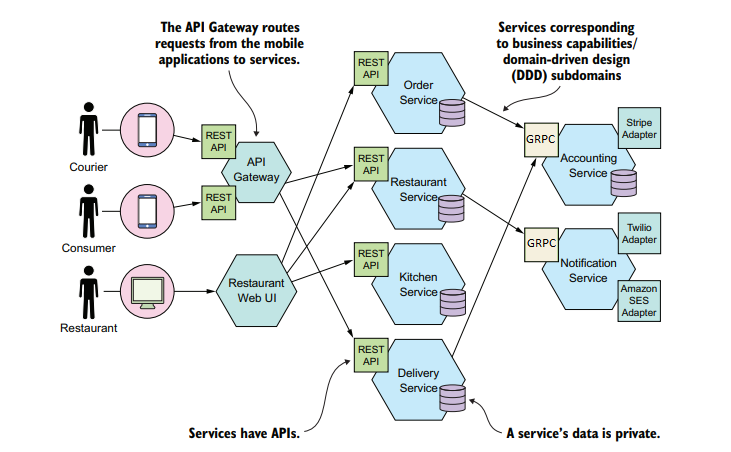 The API Gateway routes
requests from the mobile
applications to services.
Services corresponding
to business capabilities/
domain-driven design
(DDD) subdomains
REST
API
Order
Service
Stripe
Adapter
Courier
REST
API
API
Gateway
REST
API
Restaurant
Service
GRPC
Accounting
Service
Consumer
REST
API
Twilio
Adapter
GRPC
Notification
Service
Restaurant
Restaurant
Web UI
REST
API
Kitchen
Service
Amazon
SES
Adapter
REST
API
Delivery
Service
Services have APIs.
A service's data is private.